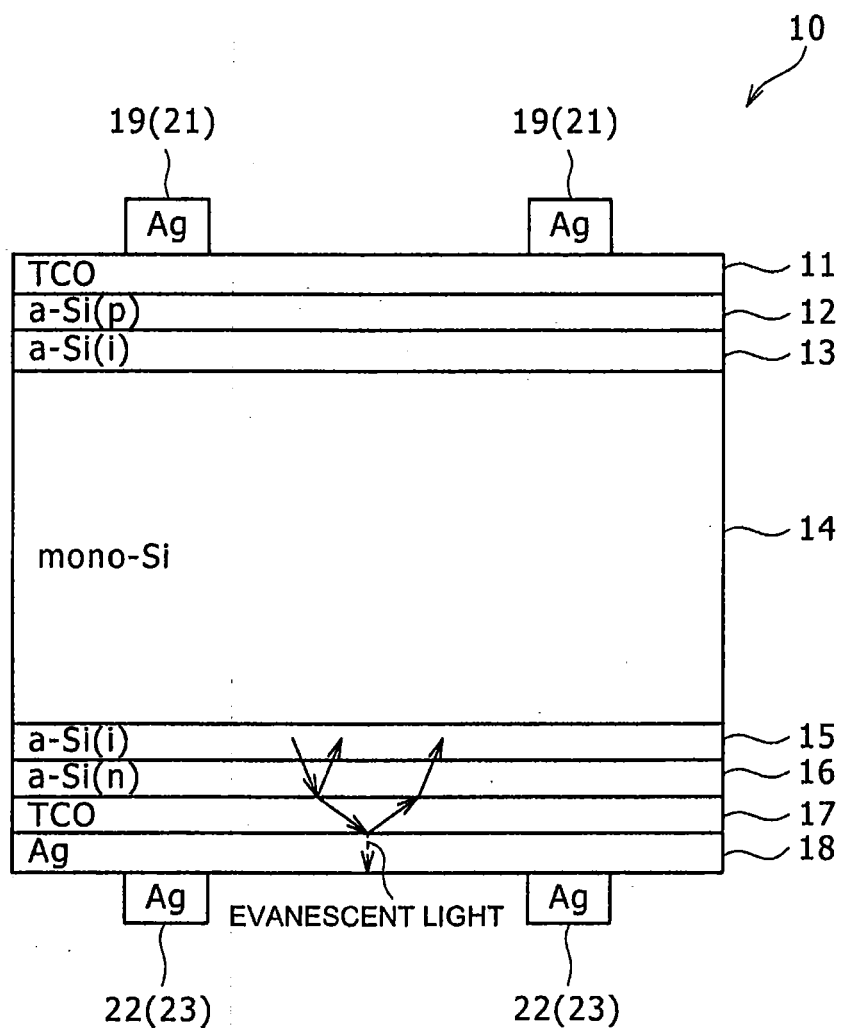 10
19(21)
19(21)
Ag
Ag
TCO
11
a-Si(p)
12
a-Si(i)
13
mono-Si
14
a-Si(i)
15
a-Si(n)
16
TCO
17
Ag
18
Ag
EVANESCENT LIGHT
Ag
22(23)
22(23)